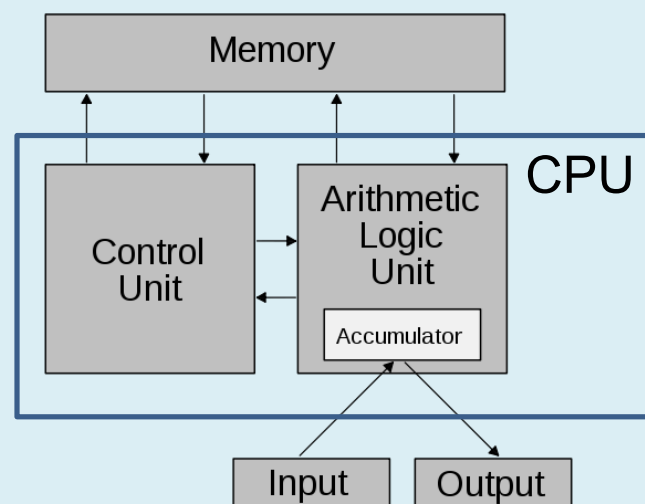 Memory
CPU
Control
Unit
Arithmetic
Logic
Unit
Accumulator
Input
Output